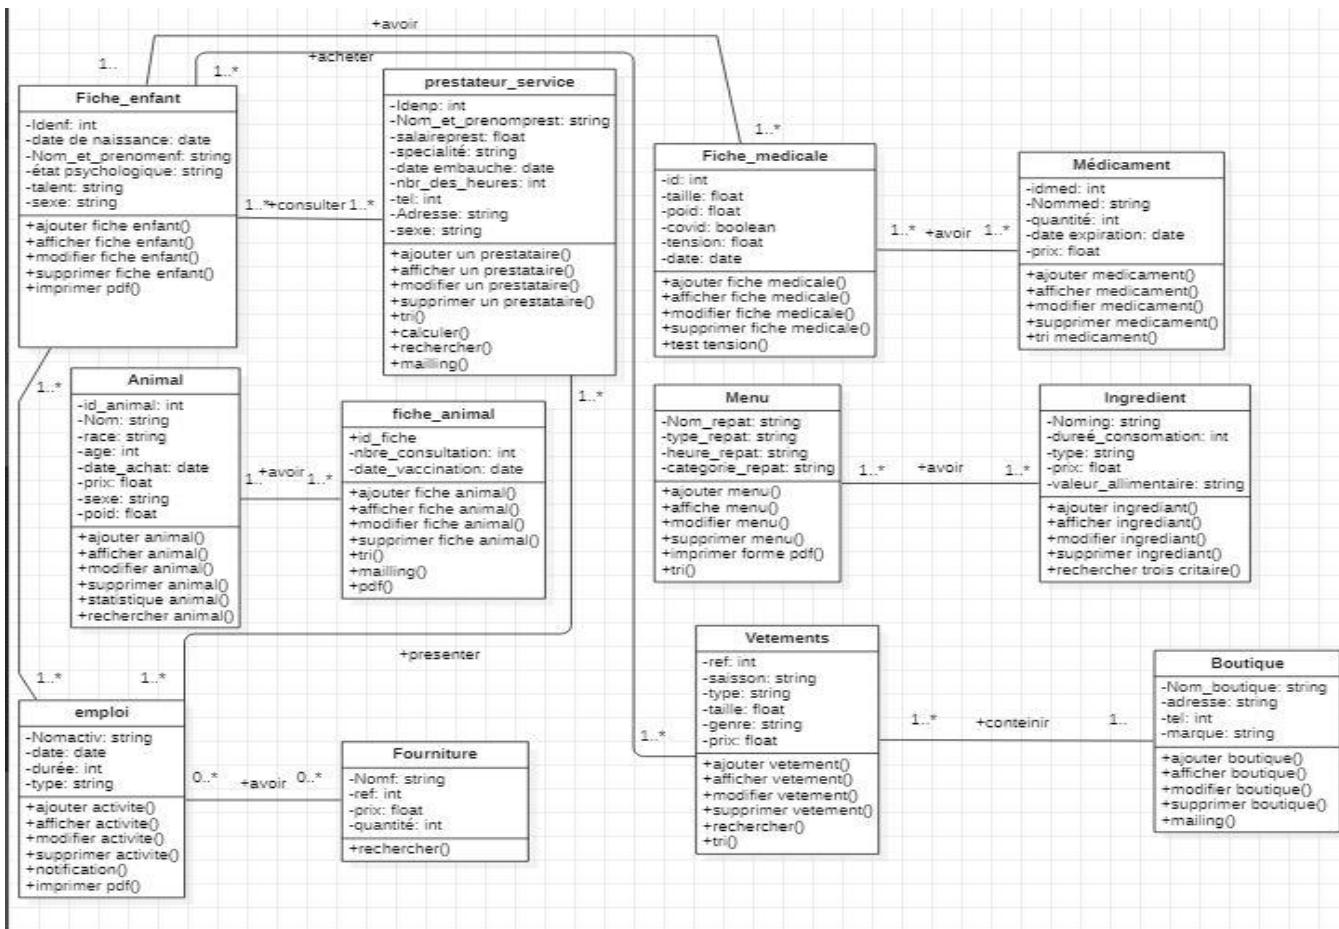 +avoir
1..
+acheter
1..*
Fiche_enfant
-Idenf: int
-date de naissance: date
-Nom_et_prenomenf: string
-état psychologique: string
-talent: string
-sexe: string
+ajouter fiche enfant()
+afficher fiche enfant()
+modifier fiche enfant()
+supprimer fiche enfant()
+imprimer pdf()
1..*
+consulter
1..*
prestateur_service
-Idenp: int
-Nom_et_prenomprest: string
-salaireprest: float
-specialité: string
-date embauche: date
-nbr_des_heures: int
-tel: int
-Adresse: string
-sexe: string
+ajouter un prestataire()
+afficher un prestataire()
+modifier un prestataire()
+supprimer un prestataire()
+tri()
+calculer()
+rechercher()
+mailling()
1..*
1..*
Fiche_medicale
-id: int
-taille: float
-poid: float
-covid: boolean
-tension: float
-date: date
+ajouter fiche medicale()
+afficher fiche medicale()
+modifier fiche medicale()
+supprimer fiche medicale()
+test tension()
1..*
+avoir
1..*
Médicament
-idmed: int
-Nommed: string
-quantité: int
-date expiration: date
-prix: float
+ajouter medicament()
+afficher medicament()
+modifier medicament()
+supprimer medicament()
+tri medicament()
1..*
Animal
-id_animal: int
-Nom: string
-race: string
-age: int
-date_achat: date
-prix: float
-sexe: string
-poid: float
+ajouter animal()
+afficher animal()
+modifier animal()
+supprimer animal()
+statistique animal()
+rechercher animal()
1..*
+avoir
1..*
fiche_animal
+id_fiche
-nbre_consultation: int
-date_vaccination: date
+ajouter fiche animal()
+afficher fiche animal()
+modifier fiche animal()
+supprimer fiche animal()
+tri()
+mailling()
+pdf()
Menu
-Nom_repat: string
-type_repat: string
-heure_repat: string
-categorie_repat: string
+ajouter menu()
+affiche menu()
+modifier menu()
+supprimer menu()
+imprimer forme pdf()
+tri()
1..*
+avoir
1..*
Ingredient
-Noming: string
-dureé_consomation: int
-type: string
-prix: float
-valeur_allimentaire: string
+ajouter ingrediant()
+afficher ingrediant()
+modifier ingrediant()
+supprimer ingrediant()
+rechercher trois critaire()
+presenter
1..*
1..*
emploi
-Nomactiv: string
-date: date
-durée: int
-type: string
+ajouter activite()
+afficher activite()
+modifier activite()
+supprimer activite()
+notification()
+imprimer pdf()
0..*
+avoir
0..*
Fourniture
-Nomf: string
-ref: int
-prix: float
-quantité: int
+rechercher()
1..*
Vetements
-ref: int
-saisson: string
-type: string
-taille: float
-genre: string
-prix: float
+ajouter vetement()
+afficher vetement()
+modifier vetement()
+supprimer vetement()
+rechercher()
+tri()
1..*
+conteinir
1..
Boutique
-Nom_boutique: string
-adresse: string
-tel: int
-marque: string
+ajouter boutique()
+afficher boutique()
+modifier boutique()
+supprimer boutique()
+mailing()